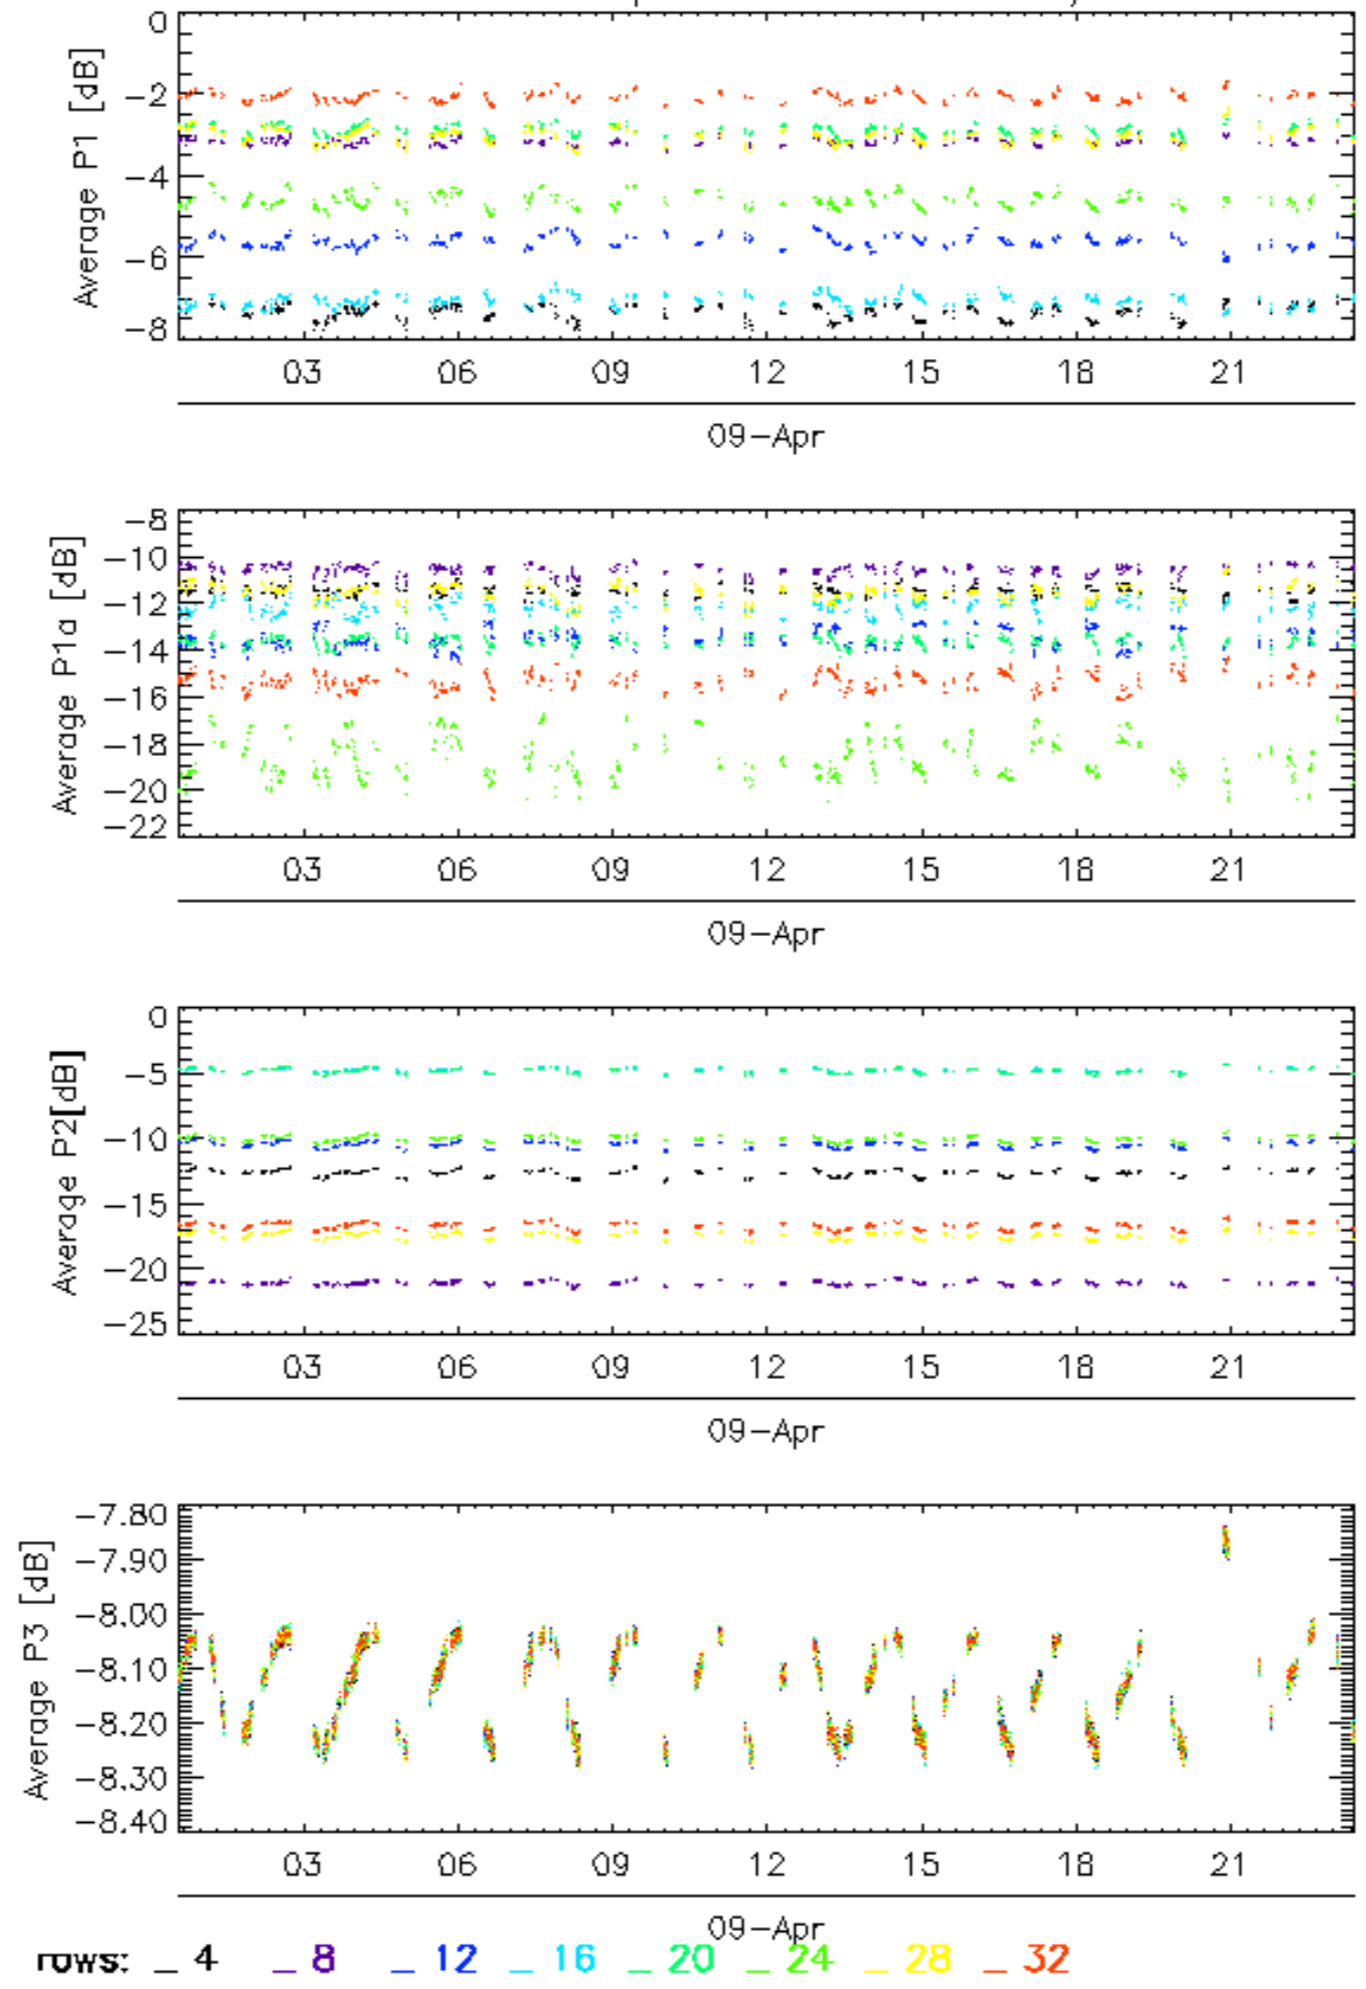 0
-2
-4
-6
-8
Average P1 [dB]
03 06 09 12 15 18 21
09-Apr
-8
-10
-12
-14
-16
-18
-20
-22
Average P1a [dB]
03 06 09 12 15 18 21
09-Apr
0
-5
-10
-15
-20
-25
Average P2[dB]
03 06 09 12 15 18 21
09-Apr
-7.80
-7.90
-8.00
-8.10
-8.20
-8.30
-8.40
Average P3 [dB]
03 06 09 12 15 18 21
09-Apr
rows: _ 4 _ 8 _ 12 _ 16 _ 20 _ 24 _ 28 _ 32